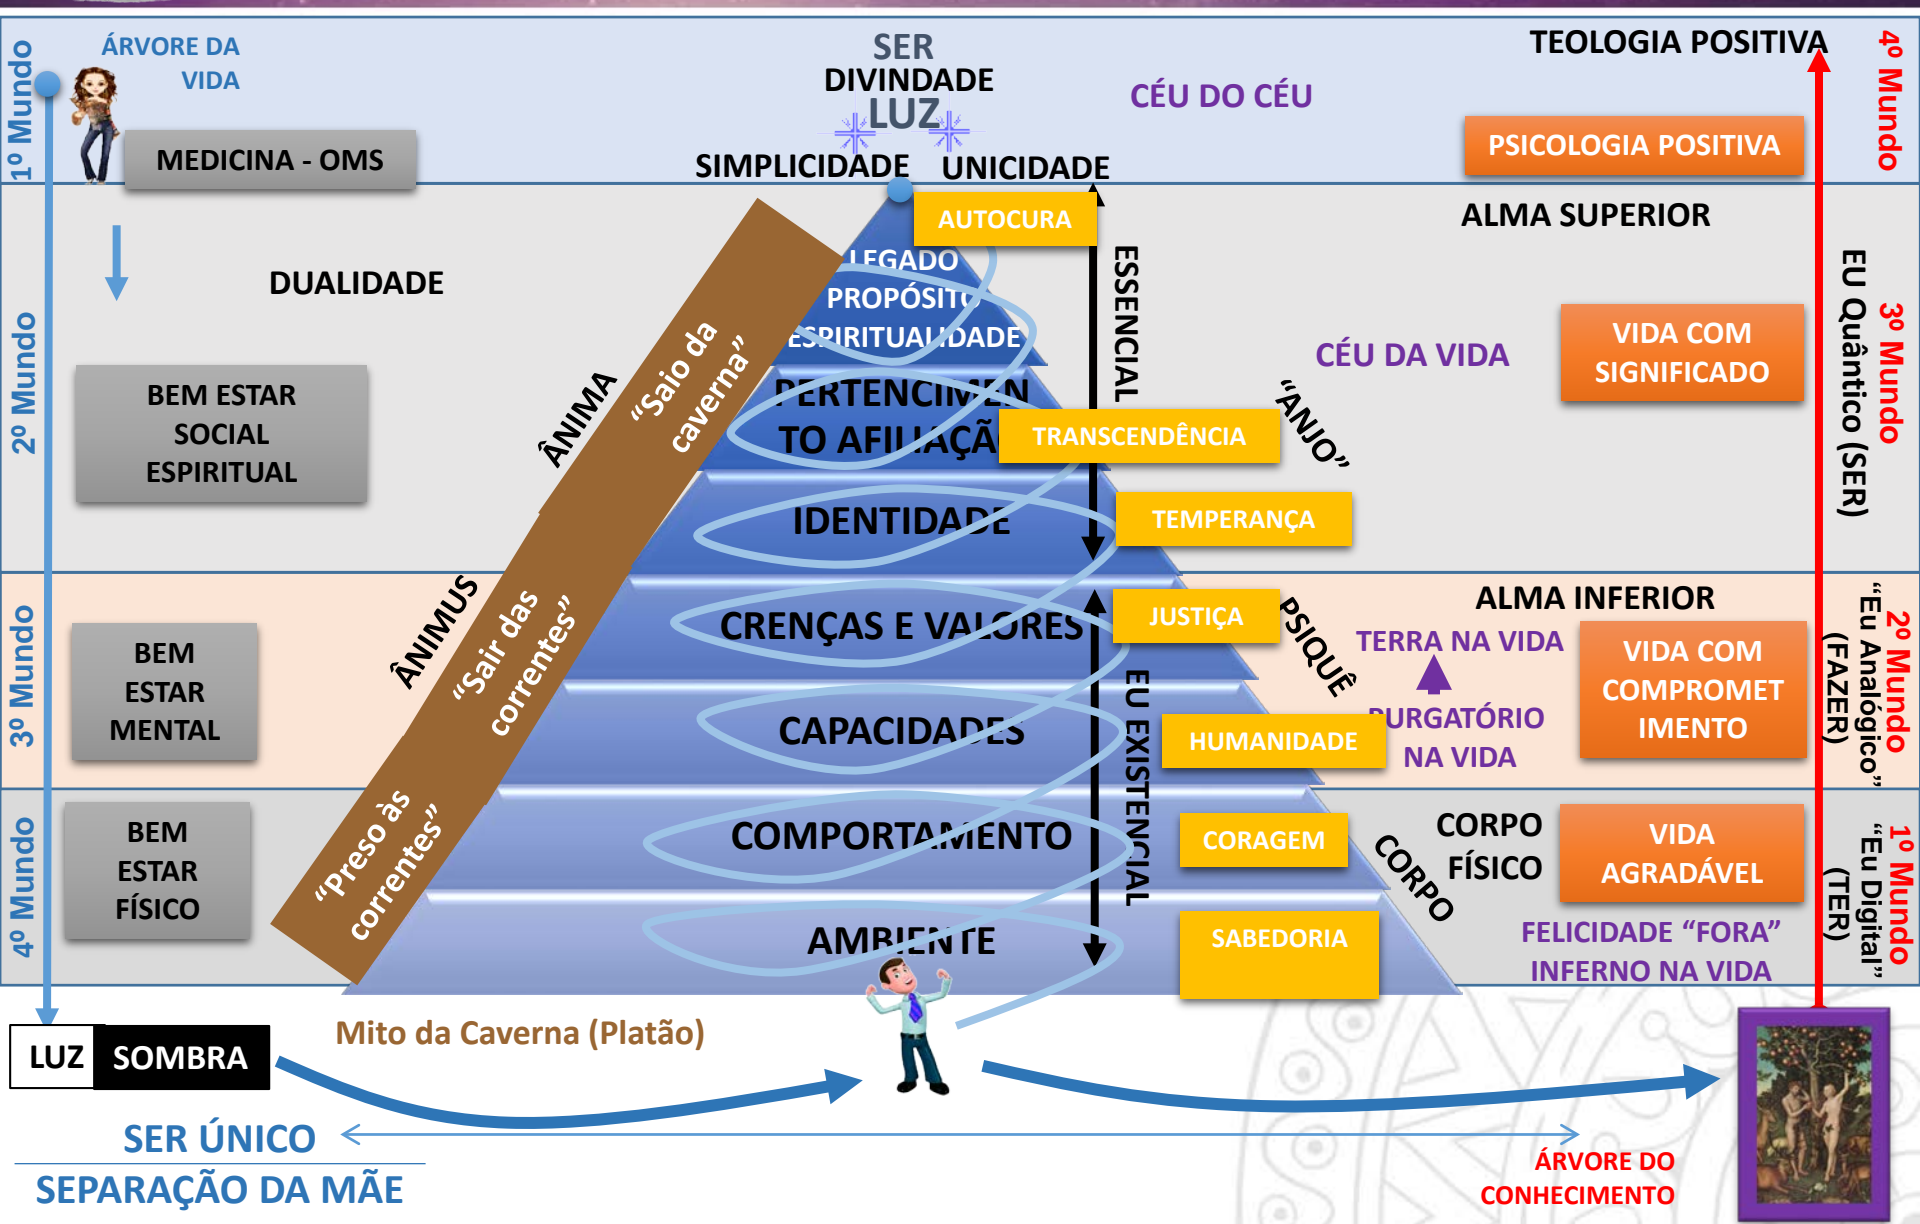 ÁRVORE DA
VIDA
1º Mundo
MEDICINA - OMS
SER
DIVINDADE
LUZ
SIMPLICIDADE
UNICIDADE
CÉU DO CÉU
TEOLOGIA POSITIVA
PSICOLOGIA POSITIVA
4º Mundo
2º Mundo
DUALIDADE
BEM ESTAR
SOCIAL
ESPIRITUAL
ÂNIMA
"Saio da
caverna"
AUTOCURA
LEGADO
PROPÓSITO
ESPIRITUALIDADE
PERTENCIMEN
TO AFILIAÇÃO
TRANSCENDÊNCIA
IDENTIDADE
TEMPERANÇA
ESSENCIAL
"ANJO"
ALMA SUPERIOR
CÉU DA VIDA
VIDA COM
SIGNIFICADO
EU Quântico (SER)
3º Mundo
3º Mundo
BEM
ESTAR
MENTAL
ÂNIMUS
"Sair das
correntes"
CRENÇAS E VALORES
JUSTIÇA
CAPACIDADES
HUMANIDADE
PSIQUÊ
ALMA INFERIOR
TERRA NA VIDA
PURGATÓRIO
NA VIDA
VIDA COM
COMPROMET
IMENTO
"Eu Analógico"
(FAZER)
2º Mundo
4º Mundo
BEM
ESTAR
FÍSICO
"Preso às
correntes"
COMPORTAMENTO
CORAGEM
AMBIENTE
SABEDORIA
EU EXISTENCIAL
CORPO
CORPO
FÍSICO
VIDA
AGRADÁVEL
FELICIDADE "FORA"
INFERNO NA VIDA
"Eu Digital"
(TER)
1º Mundo
LUZ
SOMBRA
Mito da Caverna (Platão)
SER ÚNICO
SEPARAÇÃO DA MÃE
ÁRVORE DO
CONHECIMENTO